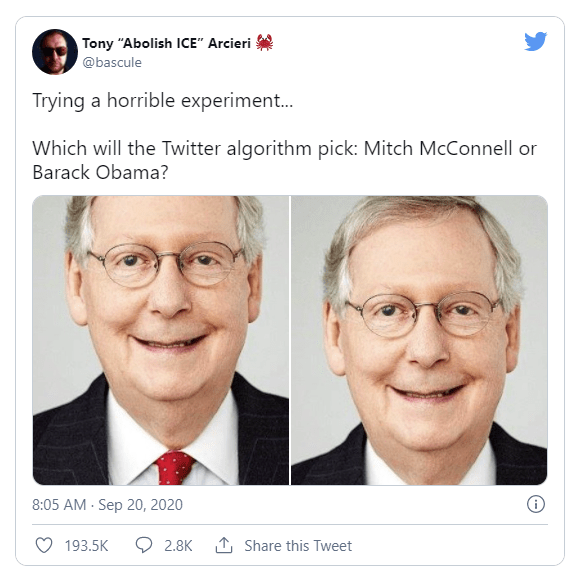 Tony “Abolish ICE” Arcieri 🦀
@bascule
Trying a horrible experiment...
Which will the Twitter algorithm pick: Mitch McConnell or
Barack Obama?
8:05 AM · Sep 20, 2020
193.5K 2.8K Share this Tweet